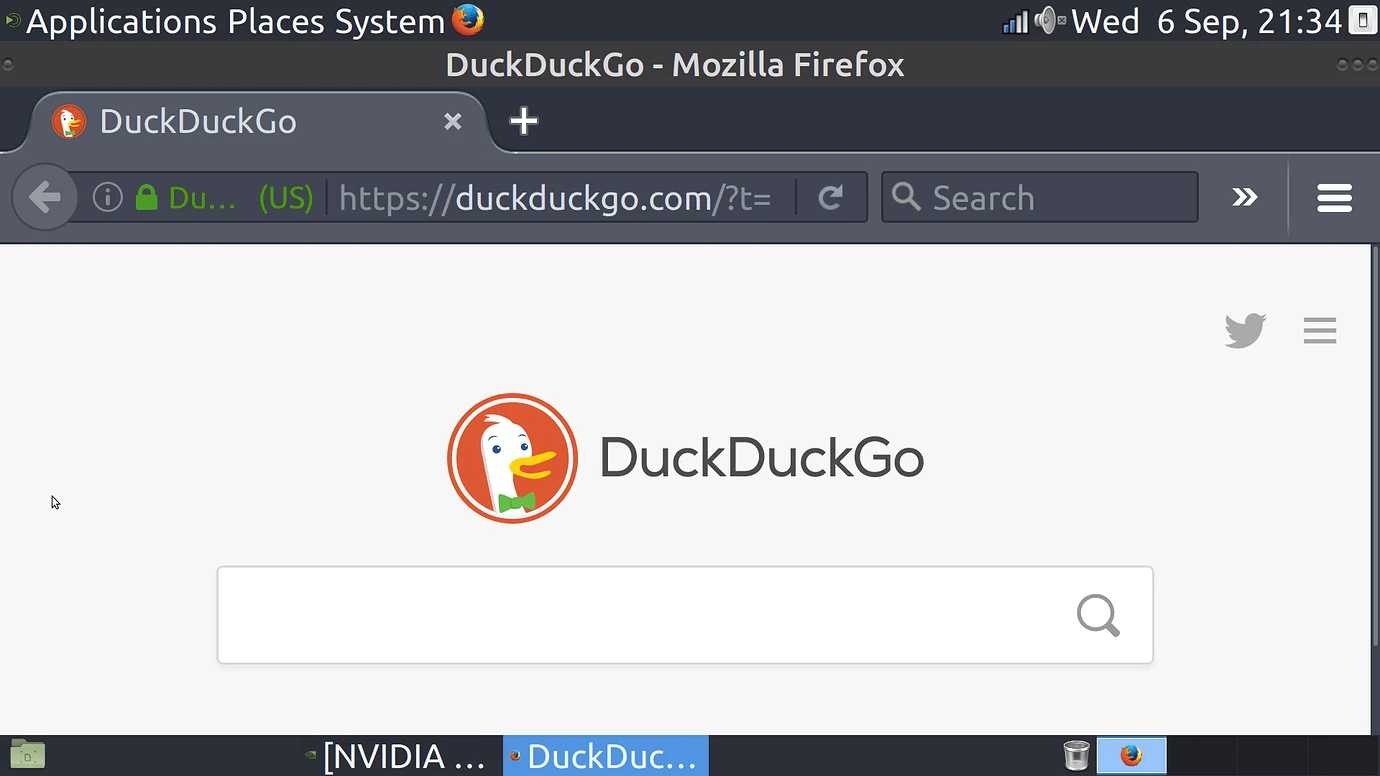 Applications Places System Wed 6 Sep, 21:34
DuckDuckGo - Mozilla Firefox
DuckDuckGo
Du... (US) https://duckduckgo.com/?t= Search
DuckDuckGo
[NVIDIA ... DuckDuc...